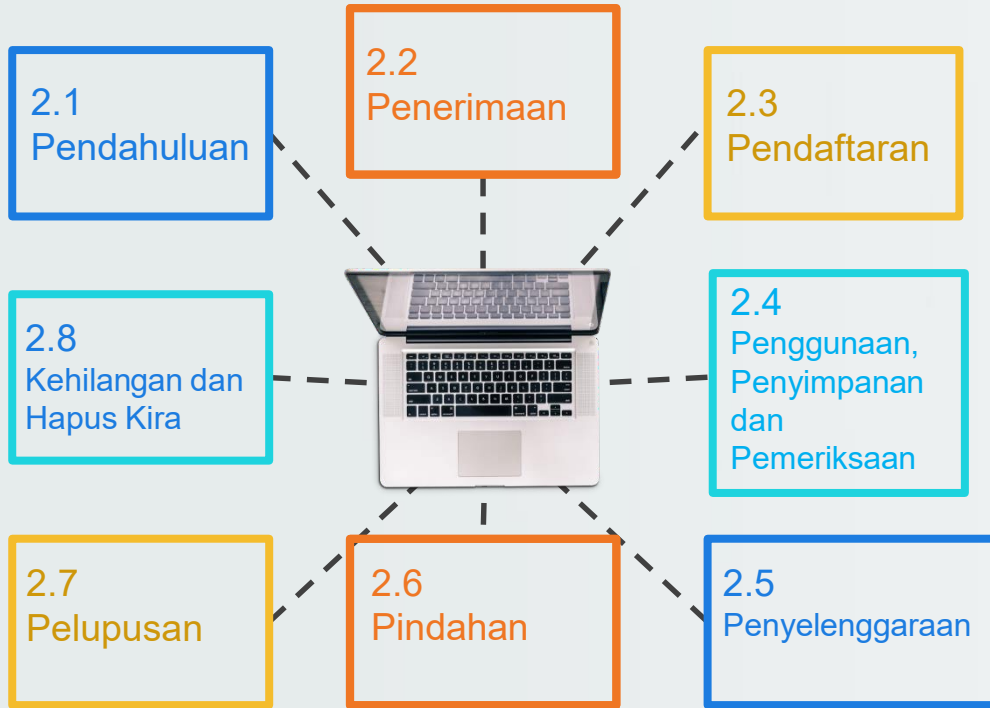 2.1
Pendahuluan
2.2
Penerimaan
2.3
Pendaftaran
2.4
Penggunaan,
Penyimpanan
dan
Pemeriksaan
2.5
Penyelenggaraan
2.6
Pindahan
2.7
Pelupusan
2.8
Kehilangan dan
Hapus Kira